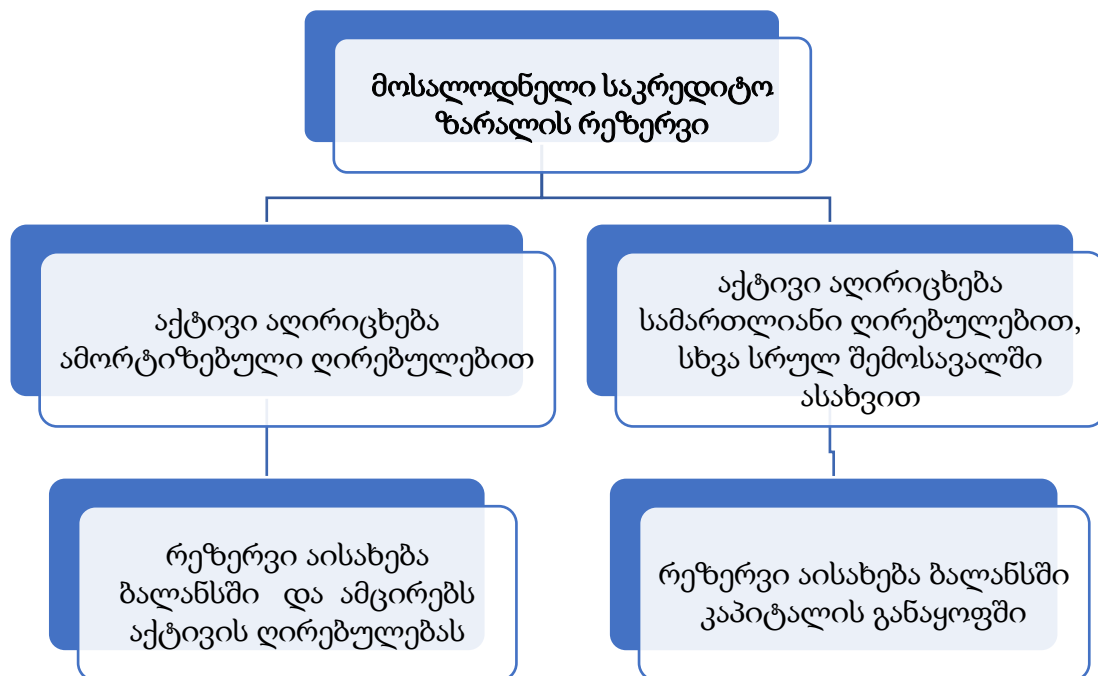 მოსალოდნელი საკრედიტო
ზარალის რეზერვი
აქტივი აღირიცხება
ამორტიზებული ღირებულებით
აქტივი აღირიცხება
სამართლიანი ღირებულებით,
სხვა სრულ შემოსავალში
ასახვით
რეზერვი აისახება
ბალანსში და ამცირებს
აქტივის ღირებულებას
რეზერვი აისახება ბალანსში
კაპიტალის განაყოფში